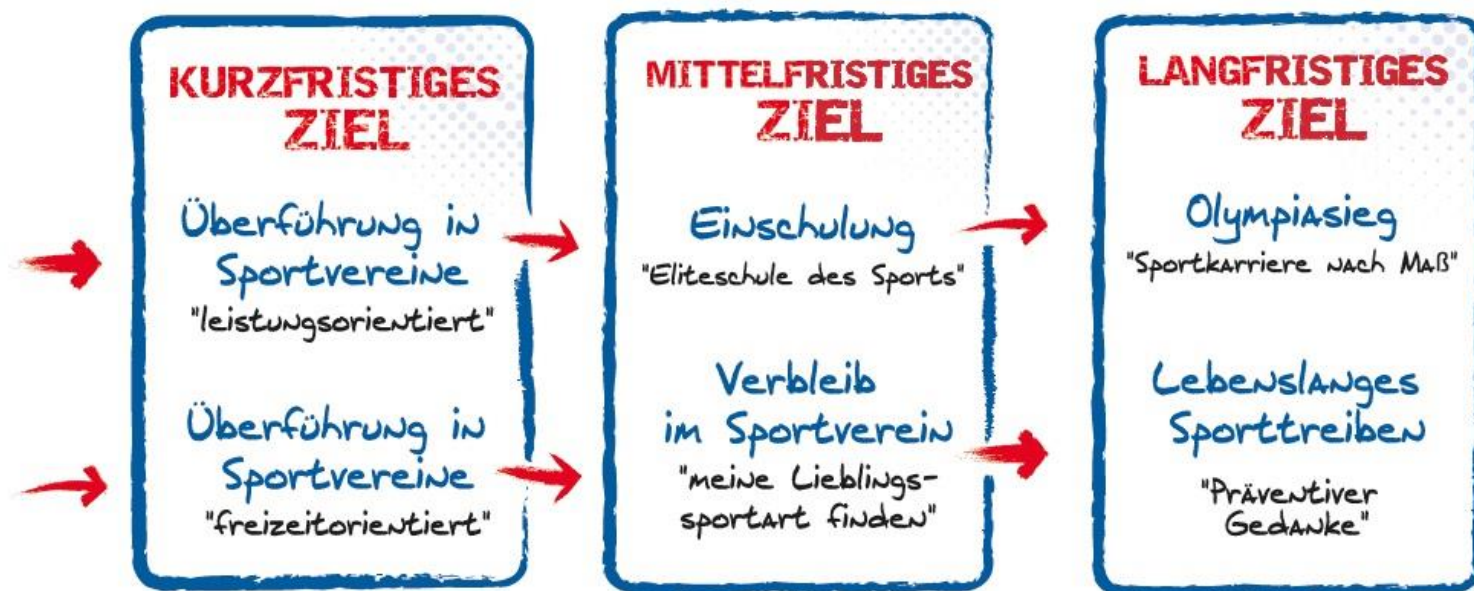 KURZFRISTIGES
ZIEL
Überführung in
Sportvereine
"leistungsorientiert"
Überführung in
Sportvereine
"freizeitorientiert"
MITTELFRISTIGES
ZIEL
Einschulung
"Eliteschule des Sports"
Verbleib
im Sportverein
"meine Lieblings-
sportart finden"
LANGFRISTIGES
ZIEL
Olympiasieg
"Sportkarriere nach Maß"
Lebenslanges
Sporttreiben
"Präventiver
Gedanke"